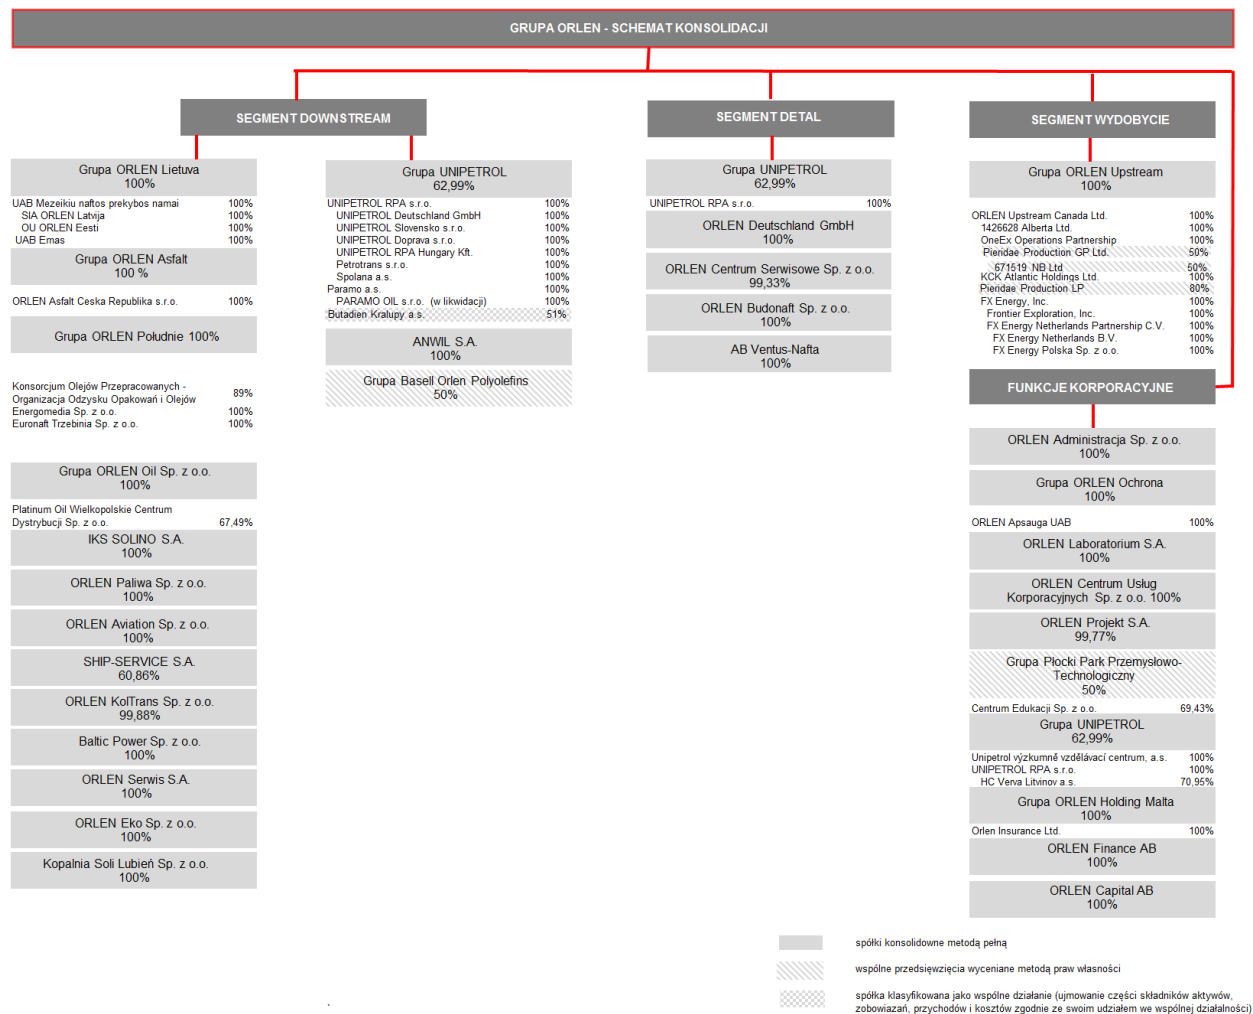 GRUPA ORLEN - SCHEMAT KONSOLIDACJI
SEGMENT DOWNSTREAM
Grupa ORLEN Lietuva
100%
UAB Mezeikiu naftos prekybos namai 100%
SIA ORLEN Latvija 100%
OU ORLEN Eesti 100%
UAB Emas 100%
Grupa ORLEN Asfalt
100 %
ORLEN Asfalt Ceska Republika s.r.o. 100%
Grupa ORLEN Południe 100%
Konsorcjum Olejów Przepracowanych -
Organizacja Odzysku Opakowań i Olejów 89%
Energomedia Sp. z o.o. 100%
Euronaft Trzebinia Sp. z o.o. 100%
Grupa ORLEN Oil Sp. z o.o.
100%
Platinum Oil Wielkopolskie Centrum
Dystrybucji Sp. z o.o. 67,49%
IKS SOLINO S.A.
100%
ORLEN Paliwa Sp. z o.o.
100%
ORLEN Aviation Sp. z o.o.
100%
SHIP-SERVICE S.A.
60,86%
ORLEN KolTrans Sp. z o.o.
99,88%
Baltic Power Sp. z o.o.
100%
ORLEN Serwis S.A.
100%
ORLEN Eko Sp. z o.o.
100%
Kopalnia Soli Lubień Sp. z o.o.
100%
Grupa UNIPETROL
62,99%
UNIPETROL RPA s.r.o. 100%
UNIPETROL Deutschland GmbH 100%
UNIPETROL Slovensko s.r.o. 100%
UNIPETROL Doprava s.r.o. 100%
UNIPETROL RPA Hungary Kft. 100%
Petrotrans s.r.o. 100%
Spolana a.s. 100%
Paramo a.s. 100%
PARAMO OIL s.r.o. (w likwidacji) 100%
Butadien Kralupy a.s. 51%
ANWIL S.A.
100%
Grupa Basell Orlen Polyolefins
50%
SEGMENT DETAL
Grupa UNIPETROL
62,99%
UNIPETROL RPA s.r.o. 100%
ORLEN Deutschland GmbH
100%
ORLEN Centrum Serwisowe Sp. z o.o.
99,33%
ORLEN Budonaft Sp. z o.o.
100%
AB Ventus-Nafta
100%
SEGMENT WYDOBYCIE
Grupa ORLEN Upstream
100%
ORLEN Upstream Canada Ltd. 100%
1426628 Alberta Ltd. 100%
OneEx Operations Partnership 100%
Pieridae Production GP Ltd. 50%
671519 NB Ltd 50%
KCK Atlantic Holdings Ltd. 100%
Pieridae Production LP 80%
FX Energy, Inc. 100%
Frontier Exploration, Inc. 100%
FX Energy Netherlands Partnership C.V. 100%
FX Energy Netherlands B.V. 100%
FX Energy Polska Sp. z o.o. 100%
FUNKCJE KORPORACYJNE
ORLEN Administracja Sp. z o.o.
100%
Grupa ORLEN Ochrona
100%
ORLEN Apsauga UAB 100%
ORLEN Laboratorium S.A.
100%
ORLEN Centrum Usług
Korporacyjnych Sp. z o.o. 100%
ORLEN Projekt S.A.
99,77%
Grupa Płocki Park Przemysłowo-
Technologiczny
50%
Centrum Edukacji Sp. z o.o. 69,43%
Grupa UNIPETROL
62,99%
Unipetrol výzkumně vzdělávací centrum, a.s. 100%
UNIPETROL RPA s.r.o. 100%
HC Verva Litvinov a.s. 70,95%
Grupa ORLEN Holding Malta
100%
Orlen Insurance Ltd. 100%
ORLEN Finance AB
100%
ORLEN Capital AB
100%
spółki konsolidowne metodą pełną
wspólne przedsięwzięcia wyceniane metodą praw własności
spółka klasyfikowana jako wspólne działanie (ujmowanie części składników aktywów,
zobowiazań, przychodów i kosztów zgodnie ze swoim udziałem we wspólnej działalności)